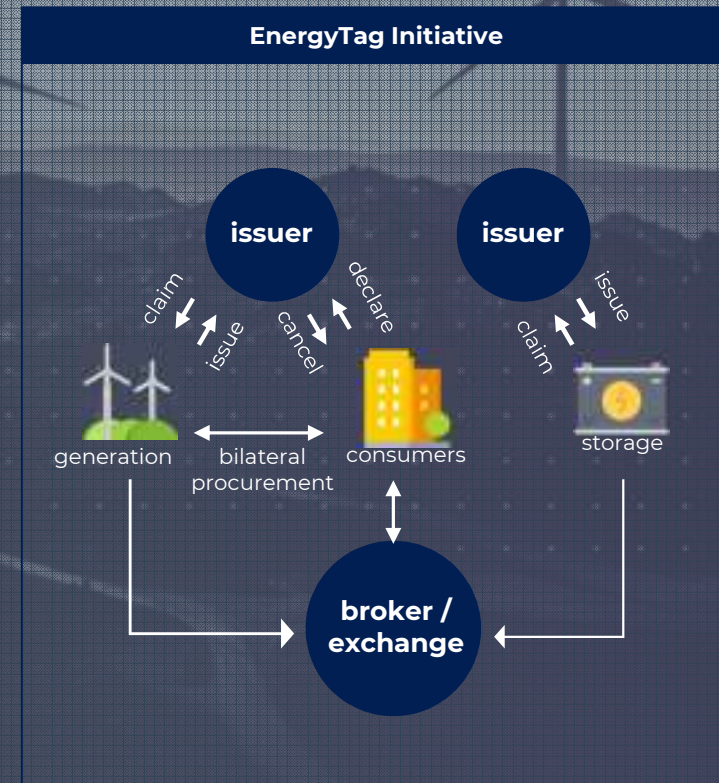 EnergyTag Initiative
issuer
issuer
claim
issue
cancel
declare
claim
issue
generation
bilateral
procurement
consumers
storage
broker /
exchange